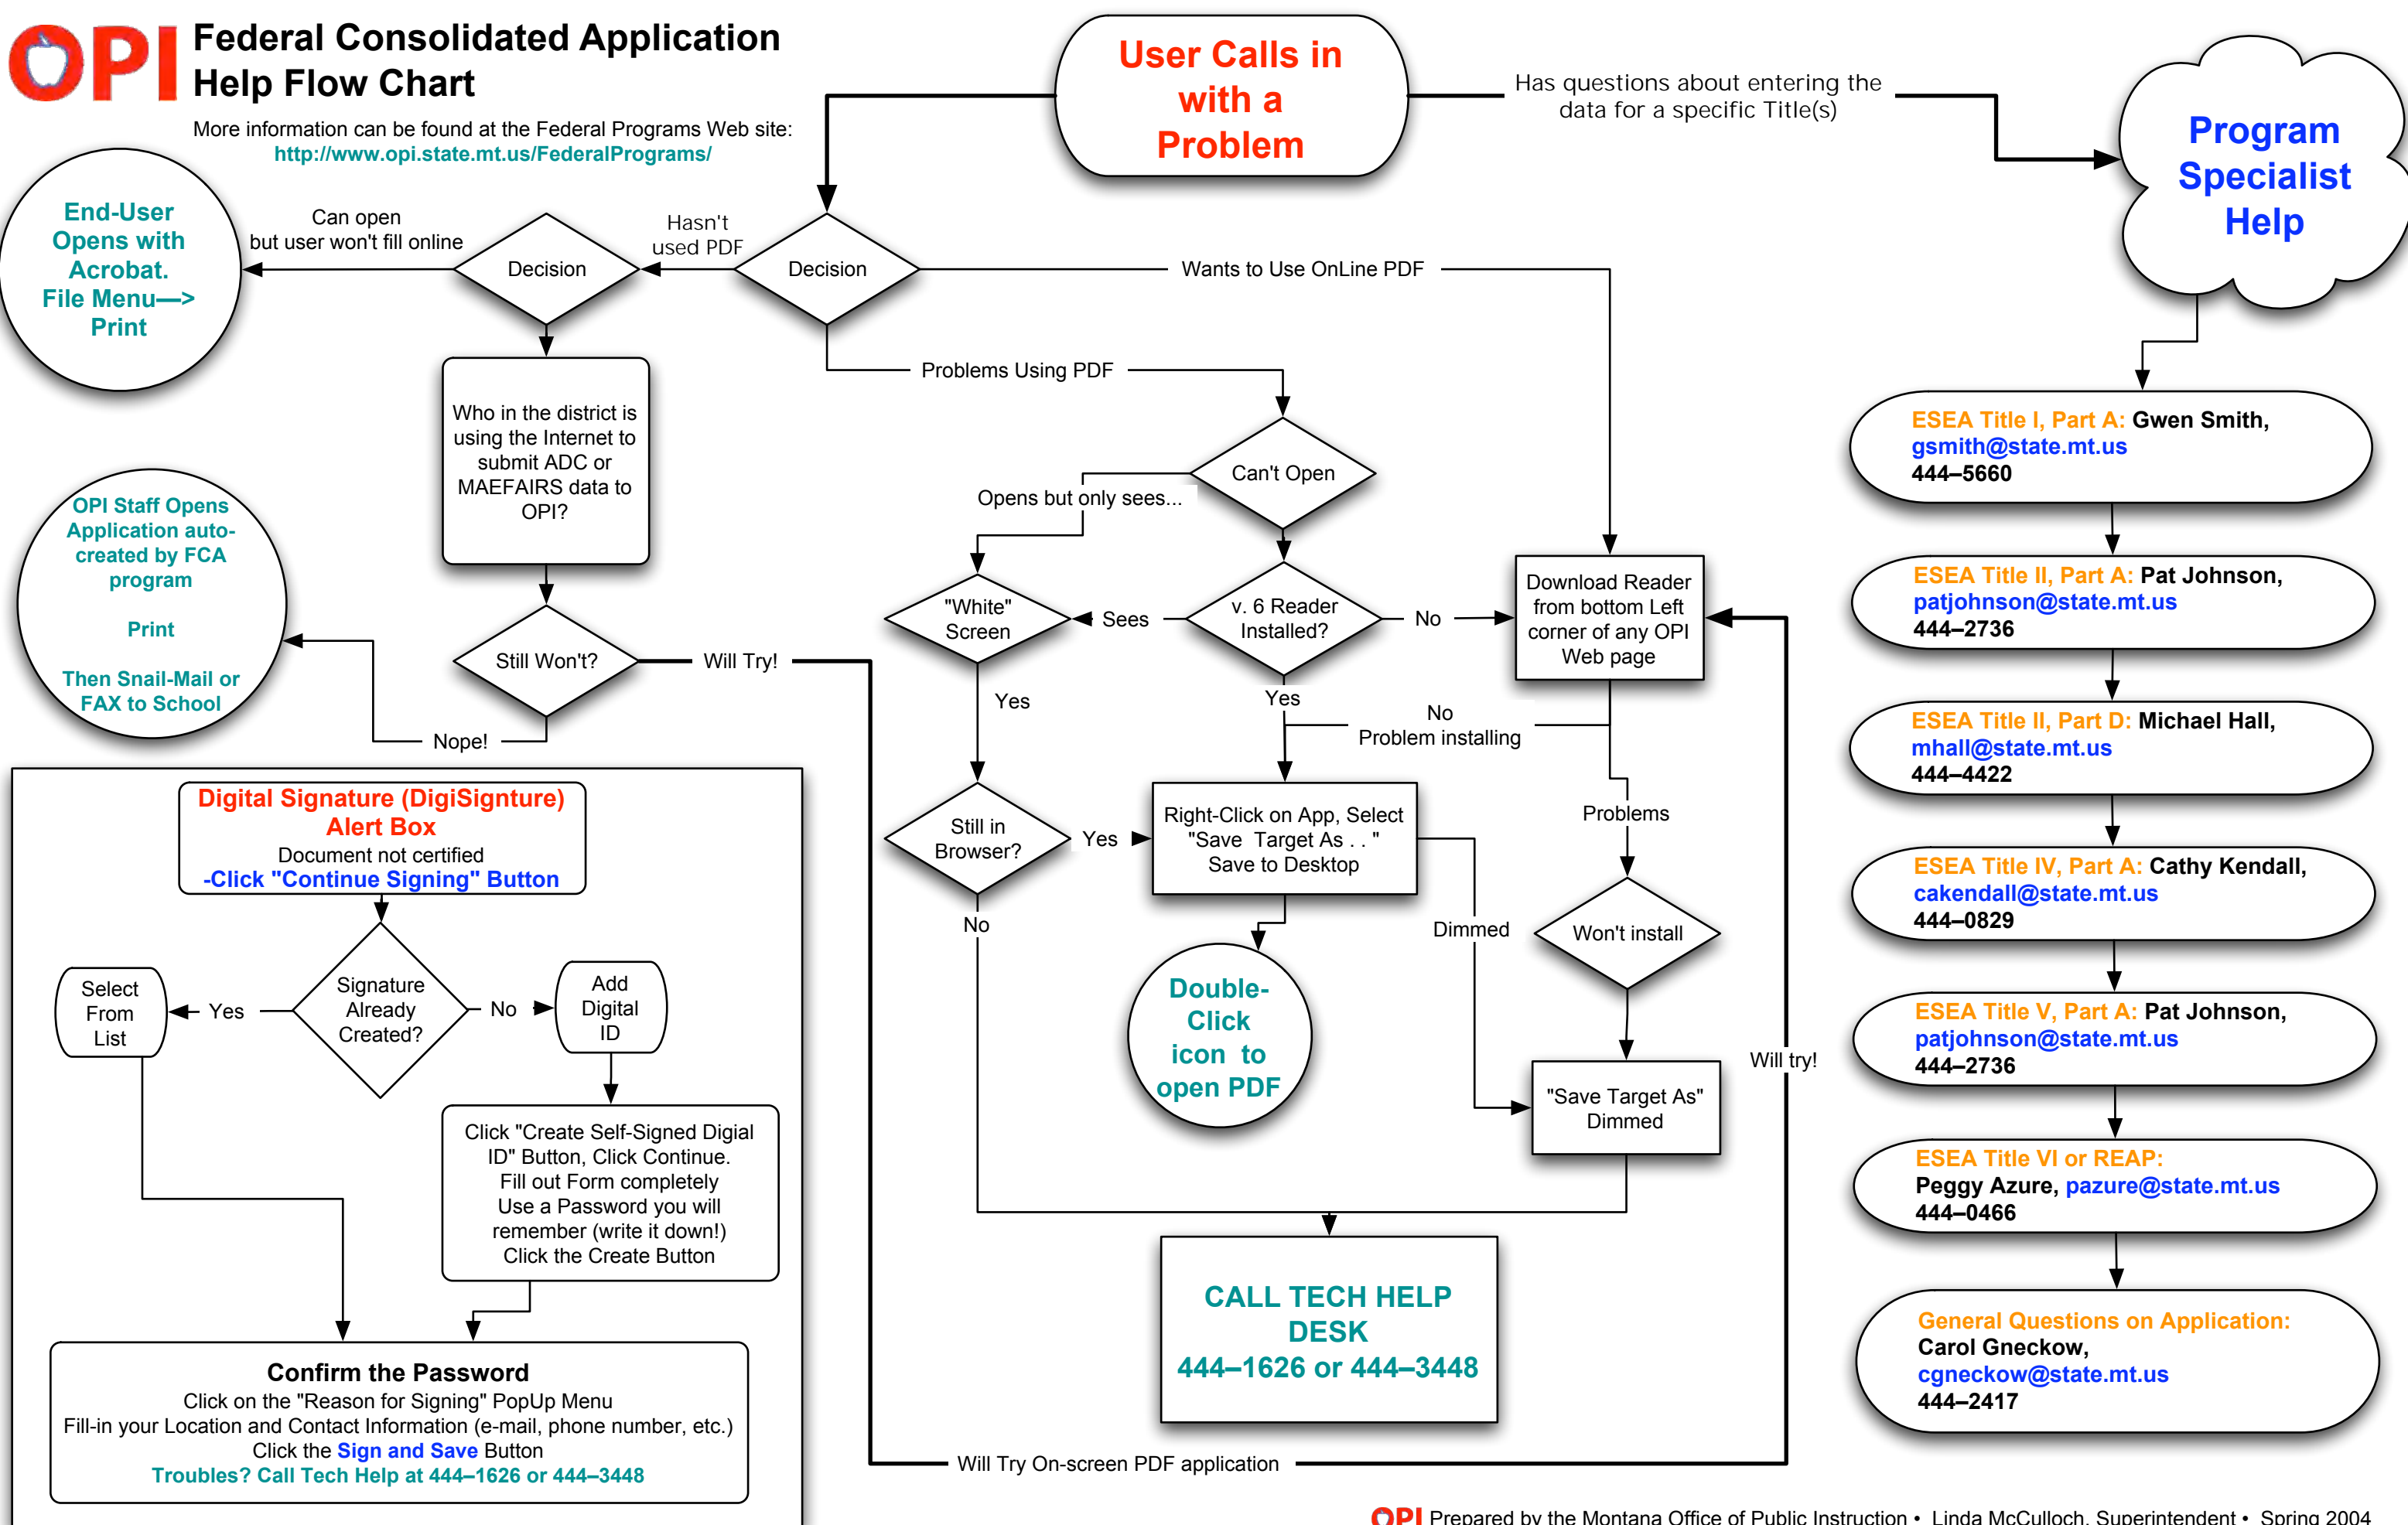 OPI
Federal Consolidated Application
Help Flow Chart
More information can be found at the Federal Programs Web site:
http://www.opi.state.mt.us/FederalPrograms/
User Calls in
with a
Problem
Has questions about entering the
data for a specific Title(s)
Program
Specialist
Help
End-User
Opens with
Acrobat.
File Menu—>
Print
Can open
but user won't fill online
Decision
Hasn't
used PDF
Decision
Wants to Use OnLine PDF
Problems Using PDF
Who in the district is
using the Internet to
submit ADC or
MAEFAIRS data to
OPI?
Can't Open
Opens but only sees...
OPI Staff Opens
Application auto-
created by FCA
program
Print
Then Snail-Mail or
FAX to School
Still Won't?
Will Try!
Nope!
"White"
Screen
Sees
v. 6 Reader
Installed?
No
Download Reader
from bottom Left
corner of any OPI
Web page
Yes
Yes
No
Problem installing
Problems
Still in
Browser?
Yes
Right-Click on App, Select
"Save Target As . . "
Save to Desktop
No
Dimmed
Won't install
Double-
Click
icon to
open PDF
Will try!
"Save Target As"
Dimmed
CALL TECH HELP
DESK
444–1626 or 444–3448
Will Try On-screen PDF application
Digital Signature (DigiSignture)
Alert Box
Document not certified
-Click "Continue Signing" Button
Select
From
List
Yes
Signature
Already
Created?
No
Add
Digital
ID
Click "Create Self-Signed Digial
ID" Button, Click Continue.
Fill out Form completely
Use a Password you will
remember (write it down!)
Click the Create Button
Confirm the Password
Click on the "Reason for Signing" PopUp Menu
Fill-in your Location and Contact Information (e-mail, phone number, etc.)
Click the Sign and Save Button
Troubles? Call Tech Help at 444–1626 or 444–3448
ESEA Title I, Part A: Gwen Smith,
gsmith@state.mt.us
444–5660
ESEA Title II, Part A: Pat Johnson,
patjohnson@state.mt.us
444–2736
ESEA Title II, Part D: Michael Hall,
mhall@state.mt.us
444–4422
ESEA Title IV, Part A: Cathy Kendall,
cakendall@state.mt.us
444–0829
ESEA Title V, Part A: Pat Johnson,
patjohnson@state.mt.us
444–2736
ESEA Title VI or REAP:
Peggy Azure, pazure@state.mt.us
444–0466
General Questions on Application:
Carol Gneckow,
cgneckow@state.mt.us
444–2417
OPI Prepared by the Montana Office of Public Instruction • Linda McCulloch, Superintendent • Spring 2004